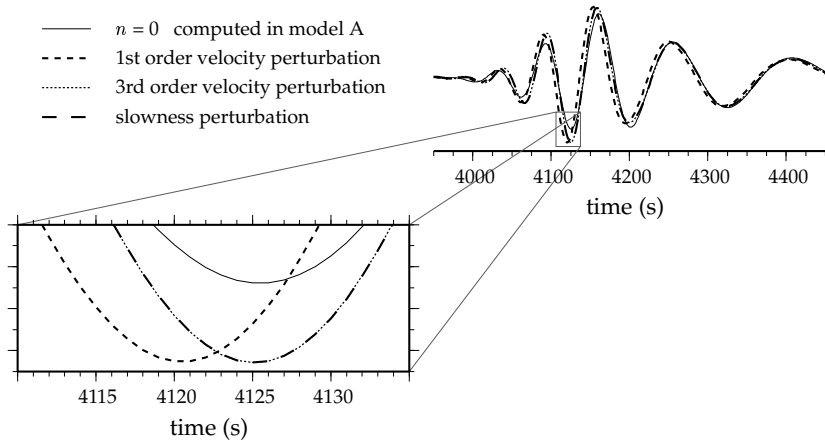 n = 0 computed in model A
1st order velocity perturbation
3rd order velocity perturbation
slowness perturbation
4000 4100 4200 4300 4400
time (s)
4115 4120 4125 4130
time (s)